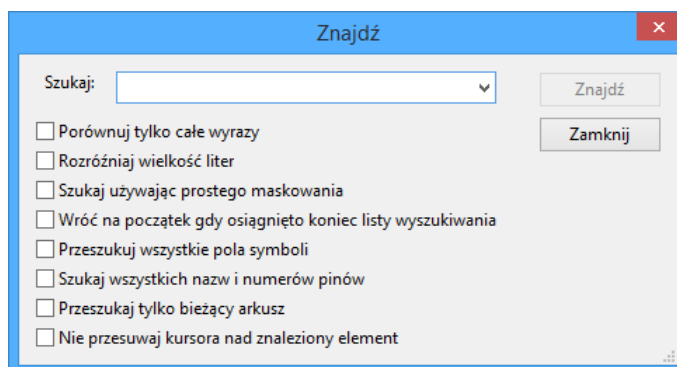 Znajdź
Szukaj:
Znajdź
Porównuj tylko całe wyrazy
Zamknij
Rozróżniaj wielkość liter
Szukaj używając prostego maskowania
Wróć na początek gdy osiągnięto koniec listy wyszukiwania
Przeszukuj wszystkie pola symboli
Szukaj wszystkich nazw i numerów pinów
Przeszukaj tylko bieżący arkusz
Nie przesuwaj kursora nad znaleziony element